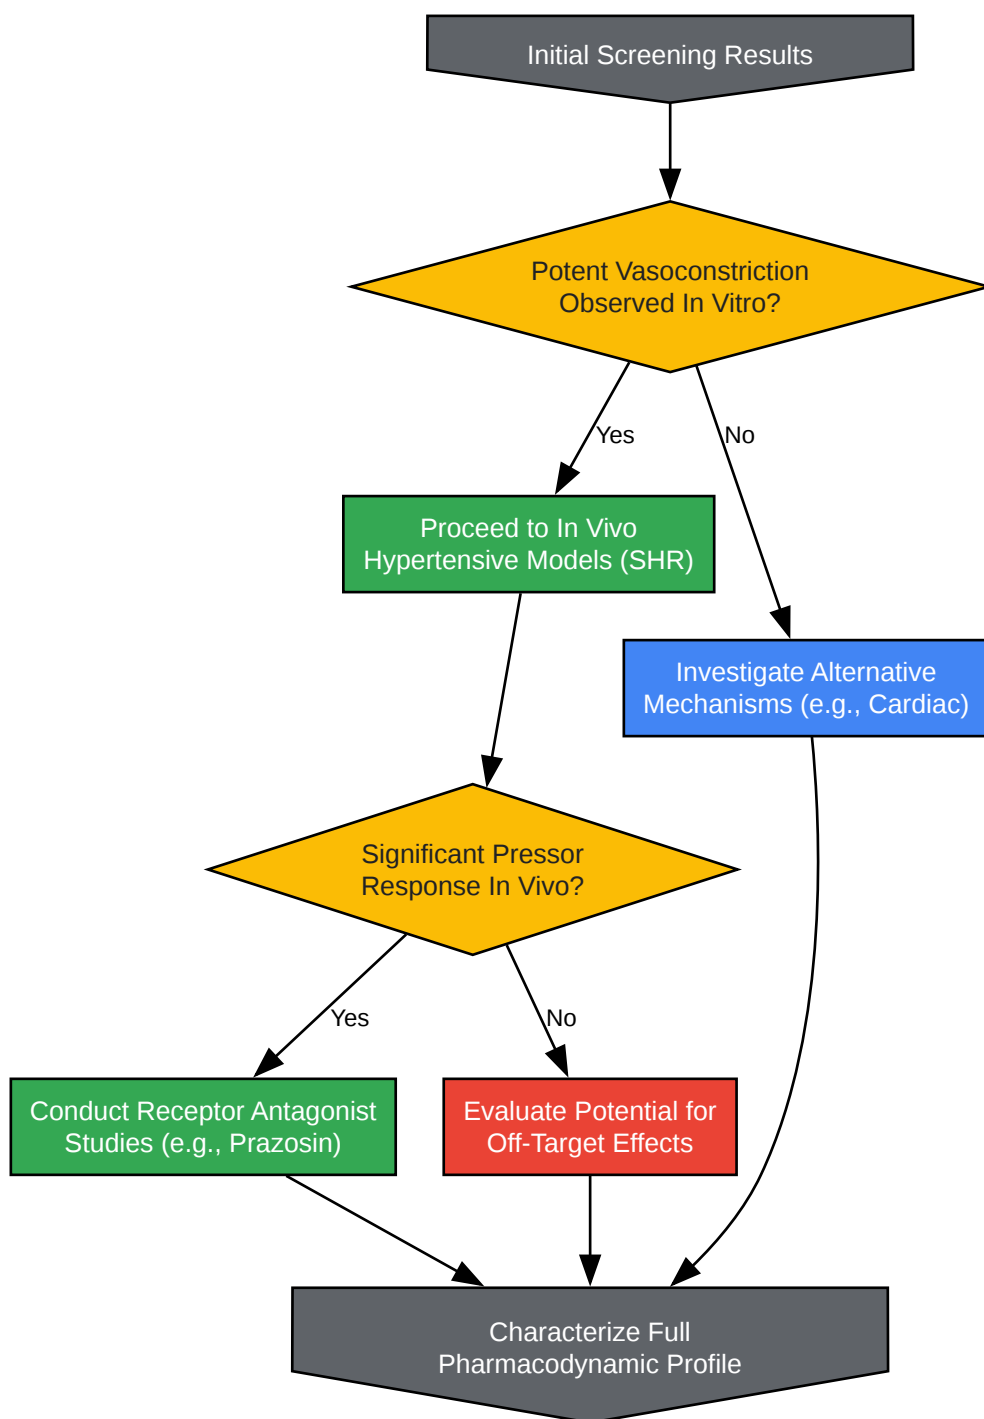 Initial Screening Results
Potent Vasoconstriction
Observed In Vitro?
Yes
No
Proceed to In Vivo
Hypertensive Models (SHR)
Investigate Alternative
Mechanisms (e.g., Cardiac)
Significant Pressor
Response In Vivo?
Yes
No
Conduct Receptor Antagonist
Studies (e.g., Prazosin)
Evaluate Potential for
Off-Target Effects
Characterize Full
Pharmacodynamic Profile